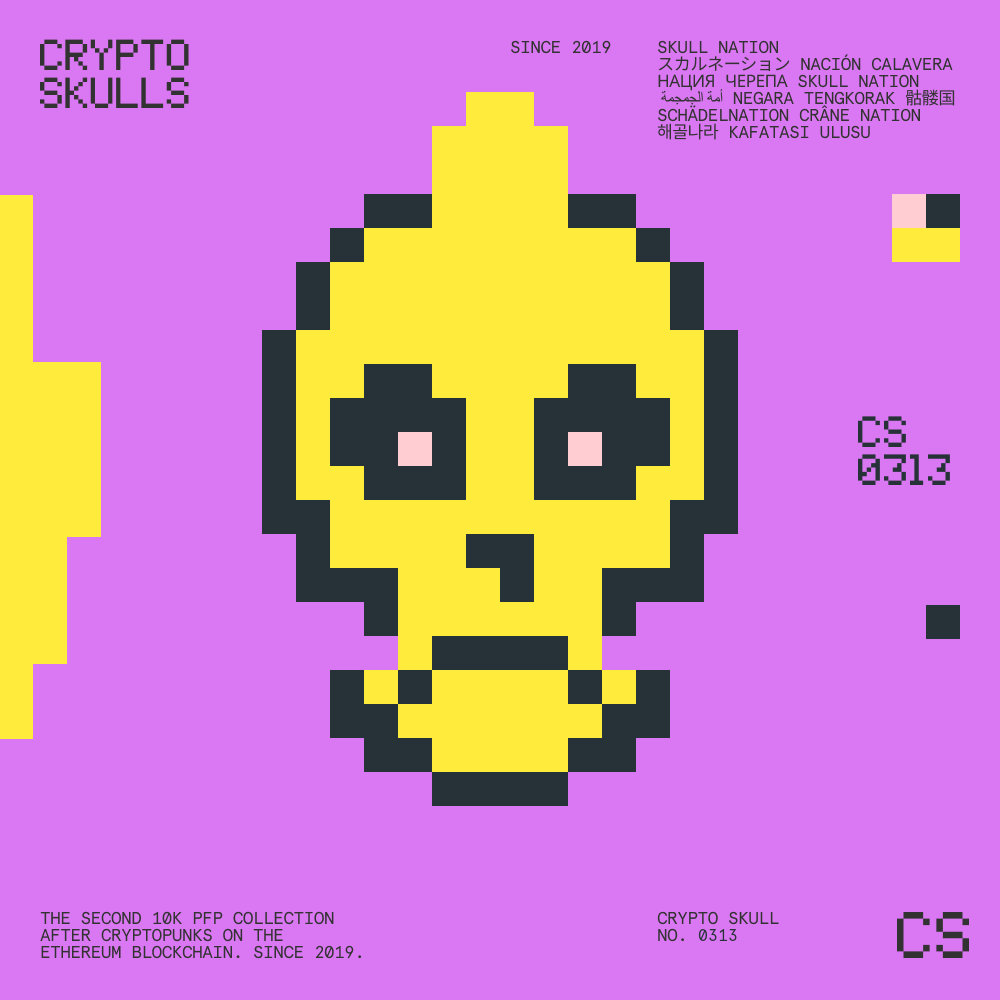 CRYPTO
SKULLS
SINCE 2019
SKULL NATION
スカルネーション NACIÓN CALAVERA
НАЦИЯ ЧЕРЕПА SKULL NATION
أمة الجمجمة NEGARA TENGKORAK 骷髅国
SCHÄDELNATION CRÂNE NATION
해골나라 KAFATASI ULUSU
CS
0313
THE SECOND 10K PFP COLLECTION
AFTER CRYPTOPUNKS ON THE
ETHEREUM BLOCKCHAIN. SINCE 2019.
CRYPTO SKULL
NO. 0313
CS